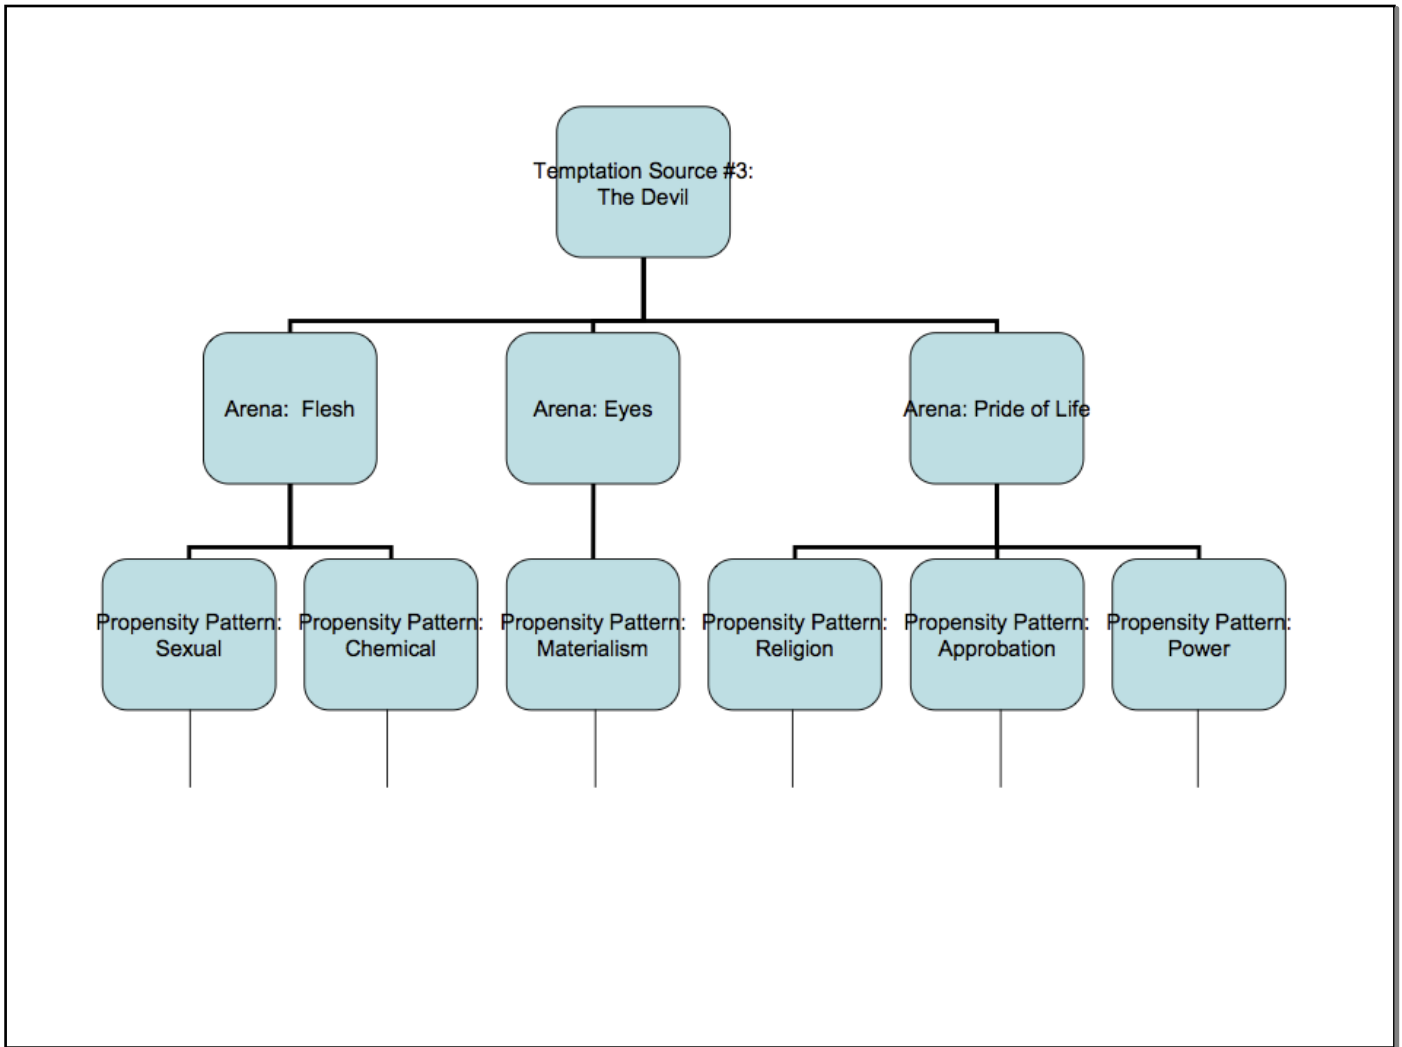 Temptation Source #3:
The Devil
Arena:  Flesh
Arena: Eyes
Arena: Pride of Life
Propensity Pattern:
Sexual
Propensity Pattern:
Chemical
Propensity Pattern:
Materialism
Propensity Pattern:
Religion
Propensity Pattern:
Approbation
Propensity Pattern:
Power